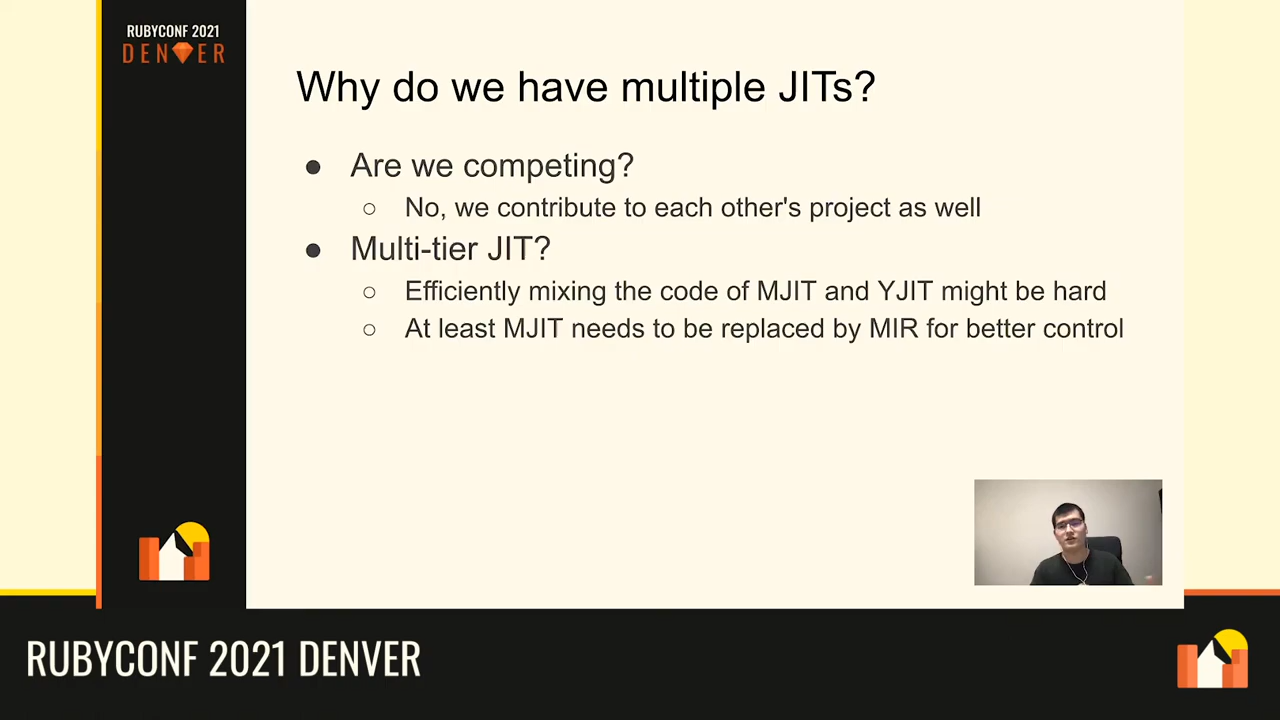 RUBYCONF 2021
DENVER
Why do we have multiple JITs?
● Are we competing?
○ No, we contribute to each other's project as well
● Multi-tier JIT?
○ Efficiently mixing the code of MJIT and YJIT might be hard
○ At least MJIT needs to be replaced by MIR for better control
RUBYCONF 2021 DENVER